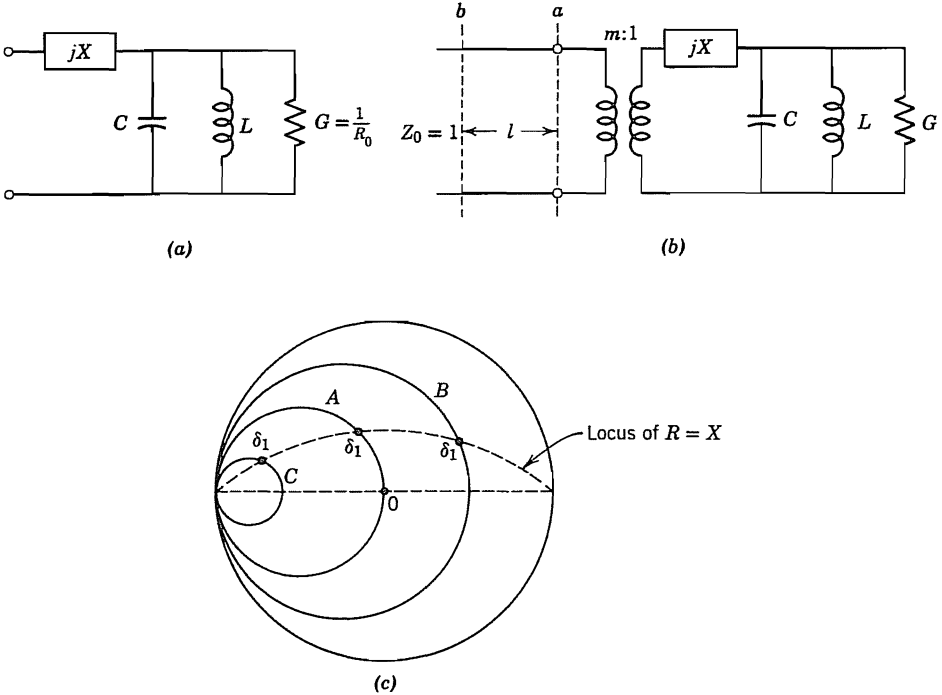 jX
C
L
G = 1/R₀
(a)
b
a
m:1
jX
Z₀ = 1
l
C
L
G
(b)
A
B
δ₁
δ₁
δ₁
C
0
Locus of R = X
(c)